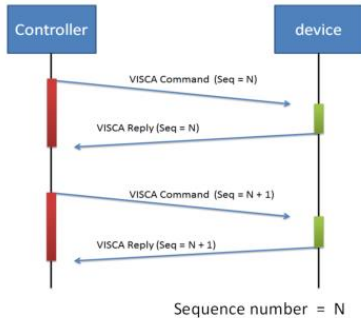 Controller
device
VISCA Command (Seq = N)
VISCA Reply (Seq = N)
VISCA Command (Seq = N + 1)
VISCA Reply (Seq = N + 1)
Sequence number = N